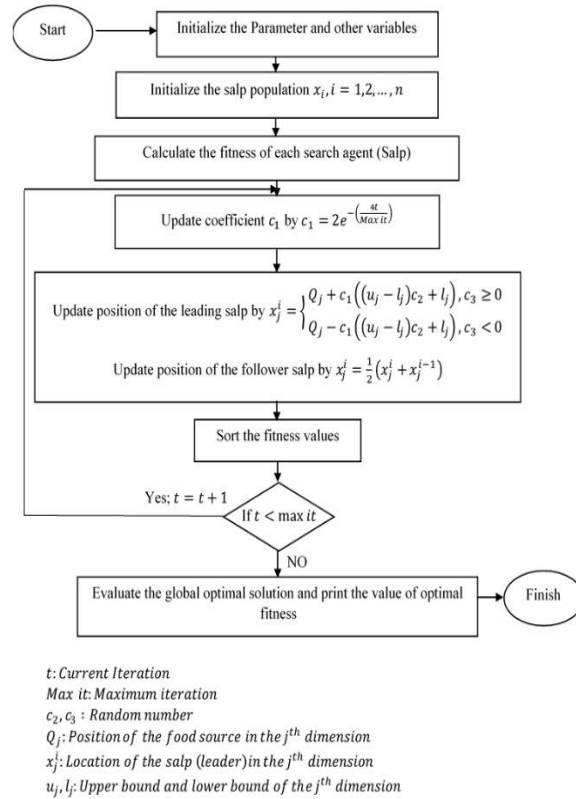 Start
Initialize the Parameter and other variables
Initialize the salp population x_i, i = 1,2, ..., n
Calculate the fitness of each search agent (Salp)
Update coefficient c_1 by c_1 = 2e^{-(4t/Max it)}
Update position of the leading salp by x_j^i = { Q_j + c_1((u_j − l_j)c_2 + l_j), c_3 ≥ 0
Q_j − c_1((u_j − l_j)c_2 + l_j), c_3 < 0
Update position of the follower salp by x_j^i = 1/2 (x_j^i + x_j^{i−1})
Sort the fitness values
Yes; t = t + 1
If t < max it
NO
Evaluate the global optimal solution and print the value of optimal
fitness
Finish
t: Current Iteration
Max it: Maximum iteration
c_2, c_3 : Random number
Q_j: Position of the food source in the j^th dimension
x_j^i: Location of the salp (leader)in the j^th dimension
u_j, l_j: Upper bound and lower bound of the j^th dimension